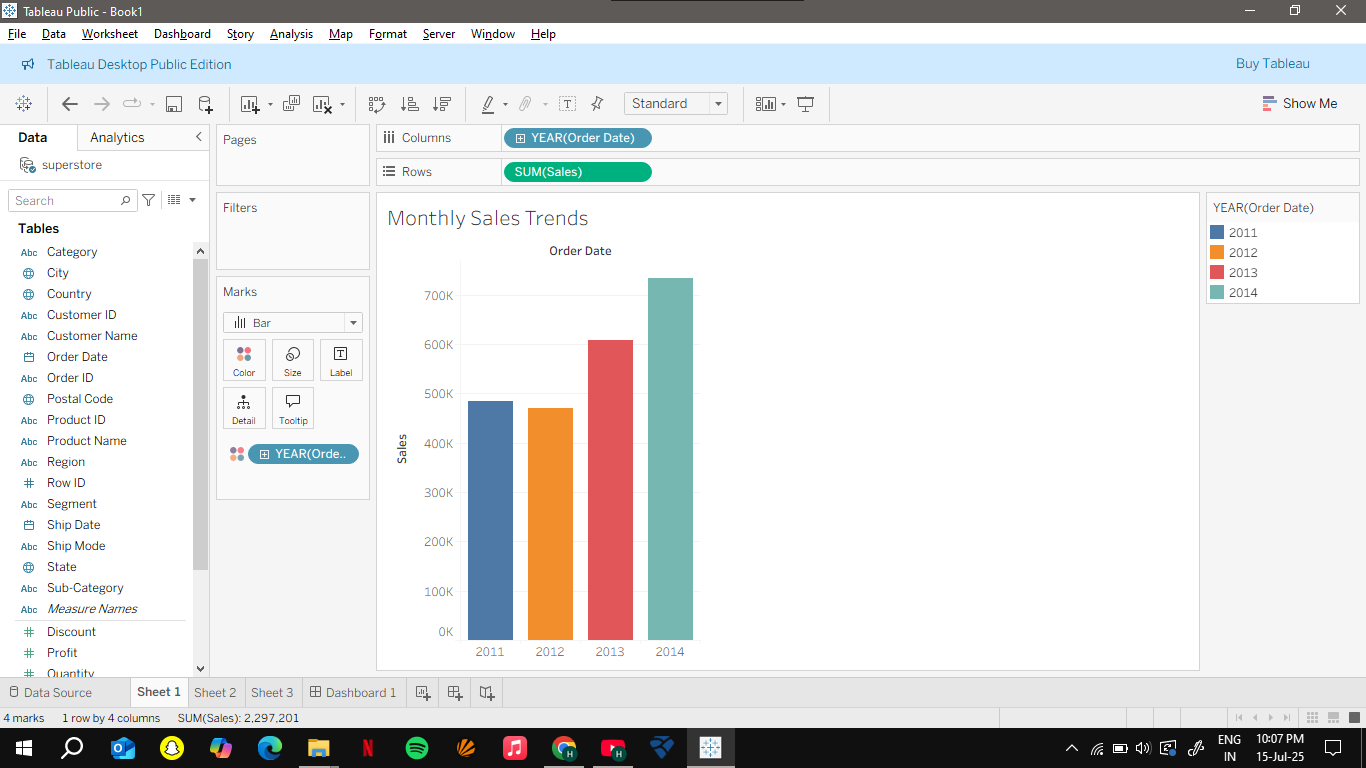 Tableau Public - Book1
File Data Worksheet Dashboard Story Analysis Map Format Server Window Help
Tableau Desktop Public Edition
Buy Tableau
Standard
Show Me
Data
Analytics
superstore
Search
Tables
Abc Category
City
Country
Abc Customer ID
Abc Customer Name
Order Date
Abc Order ID
Postal Code
Abc Product ID
Abc Product Name
Abc Region
# Row ID
Abc Segment
Ship Date
Abc Ship Mode
State
Abc Sub-Category
Abc Measure Names
# Discount
# Profit
# Quantity
Pages
Filters
Marks
Bar
Color
Size
Label
Detail
Tooltip
YEAR(Orde..
Columns
YEAR(Order Date)
Rows
SUM(Sales)
Monthly Sales Trends
Order Date
700K
600K
500K
400K
300K
200K
100K
0K
Sales
2011
2012
2013
2014
YEAR(Order Date)
2011
2012
2013
2014
Data Source
Sheet 1
Sheet 2
Sheet 3
Dashboard 1
4 marks
1 row by 4 columns
SUM(Sales): 2,297,201
ENG
IN
10:07 PM
15-Jul-25